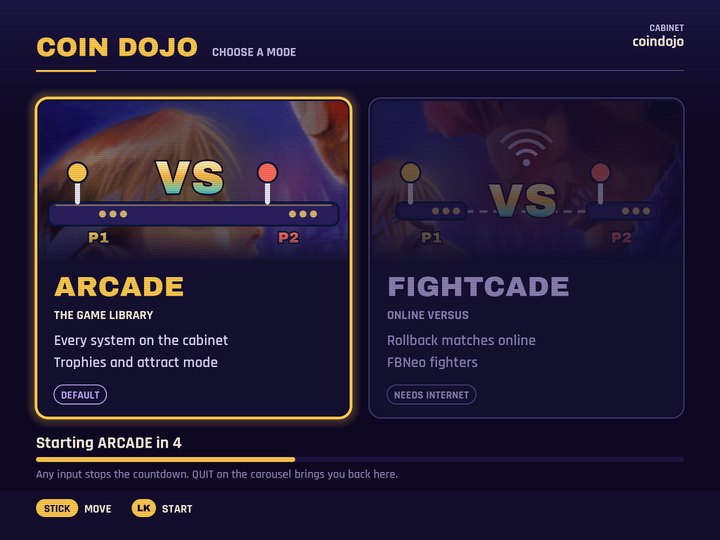 COIN DOJO CHOOSE A MODE
CABINET
coindojo
VS
P1 P2
ARCADE
THE GAME LIBRARY
Every system on the cabinet
Trophies and attract mode
DEFAULT
VS
P1 P2
FIGHTCADE
ONLINE VERSUS
Rollback matches online
FBNeo fighters
NEEDS INTERNET
Starting ARCADE in 4
Any input stops the countdown. QUIT on the carousel brings you back here.
STICK MOVE LK START